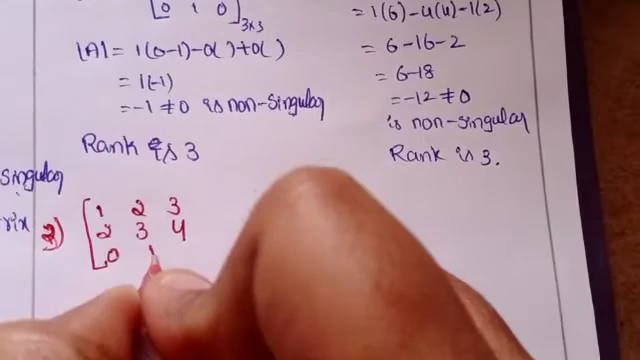 [0 1 0]3×3
|A| = 1(0-1)-0( )+0( )
= 1(-1)
= -1 ≠ 0 is non-singular
Rank is 3
= 1(6)-4(4)-1(2)
= 6-16-2
= 6-18
= -12 ≠ 0
is non-singular
Rank is 3.
singular
rix
2) [1 2 3
2 3 4
0 1